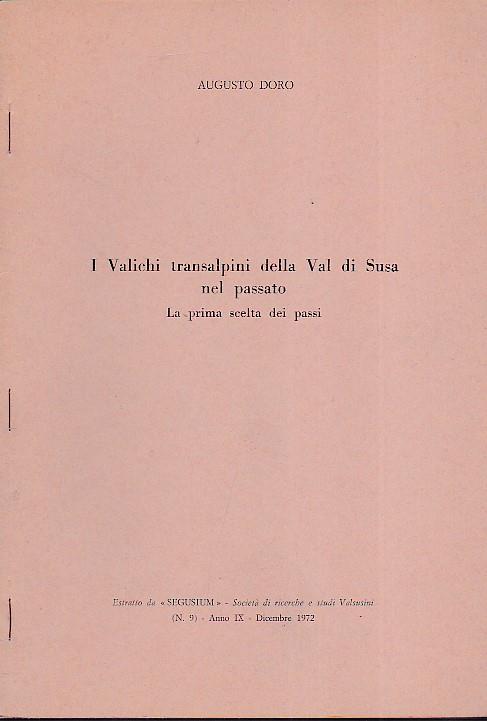 AUGUSTO DORO
I Valichi transalpini della Val di Susa
nel passato
La prima scelta dei passi
Estratto da « SEGUSIUM » - Società di ricerche e studi Valsusini
(N. 9) - Anno IX - Dicembre 1972